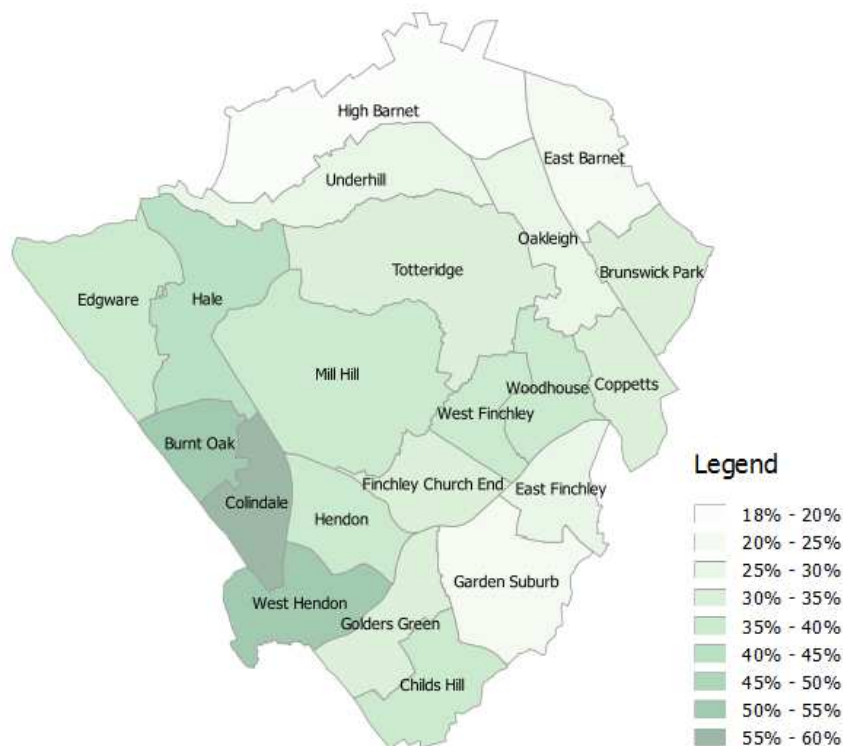 High Barnet
East Barnet
Underhill
Oakleigh
Totteridge
Brunswick Park
Edgware
Hale
Mill Hill
Woodhouse
Coppetts
West Finchley
Burnt Oak
Finchley Church End
East Finchley
Colindale
Hendon
Garden Suburb
West Hendon
Golders Green
Childs Hill
Legend
18% - 20%
20% - 25%
25% - 30%
30% - 35%
35% - 40%
40% - 45%
45% - 50%
50% - 55%
55% - 60%